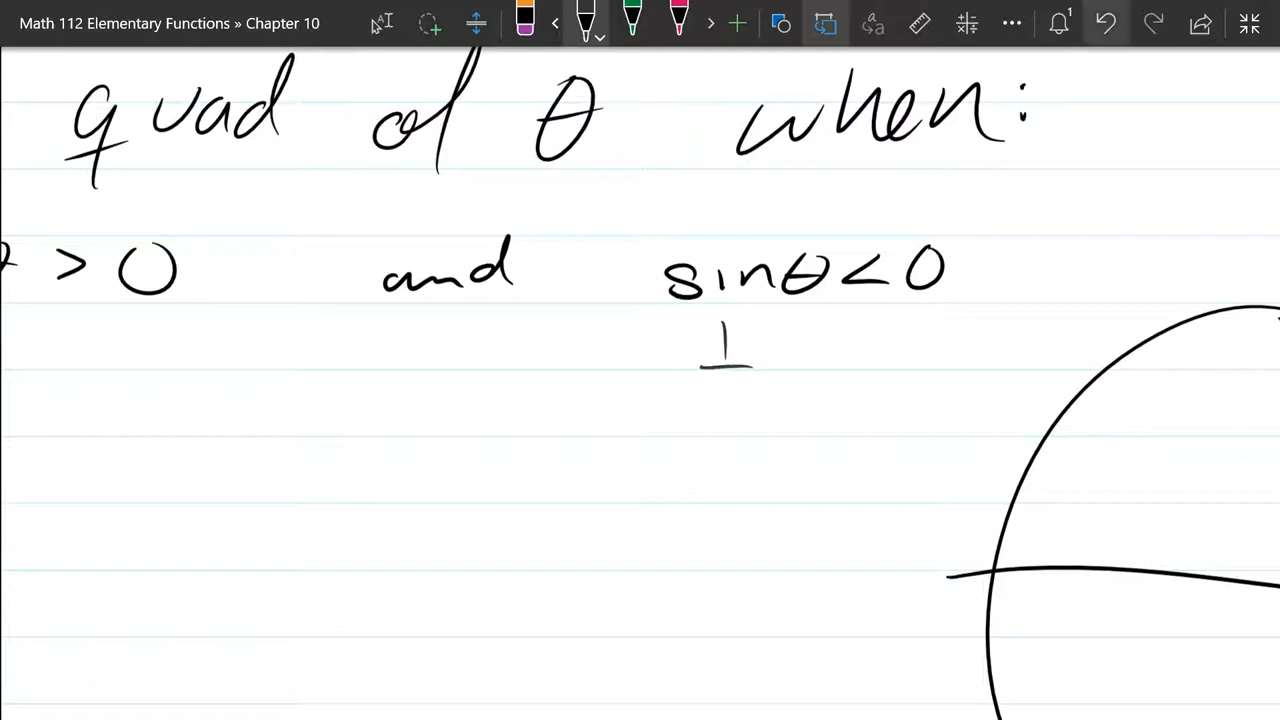 Math 112 Elementary Functions » Chapter 10
quad of θ when:
> 0 and sinθ < 0